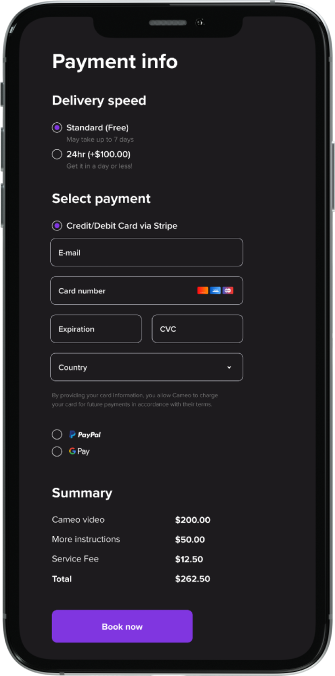 Payment info
Delivery speed
Standard (Free)
May take up to 7 days
24hr (+$100.00)
Get it in a day or less!
Select payment
Credit/Debit Card via Stripe
E-mail
Card number
Expiration CVC
Country
By providing your card information, you allow Cameo to charge
your card for future payments in accordance with their terms.
PayPal
G Pay
Summary
Cameo video $200.00
More instructions $50.00
Service Fee $12.50
Total $262.50
Book now